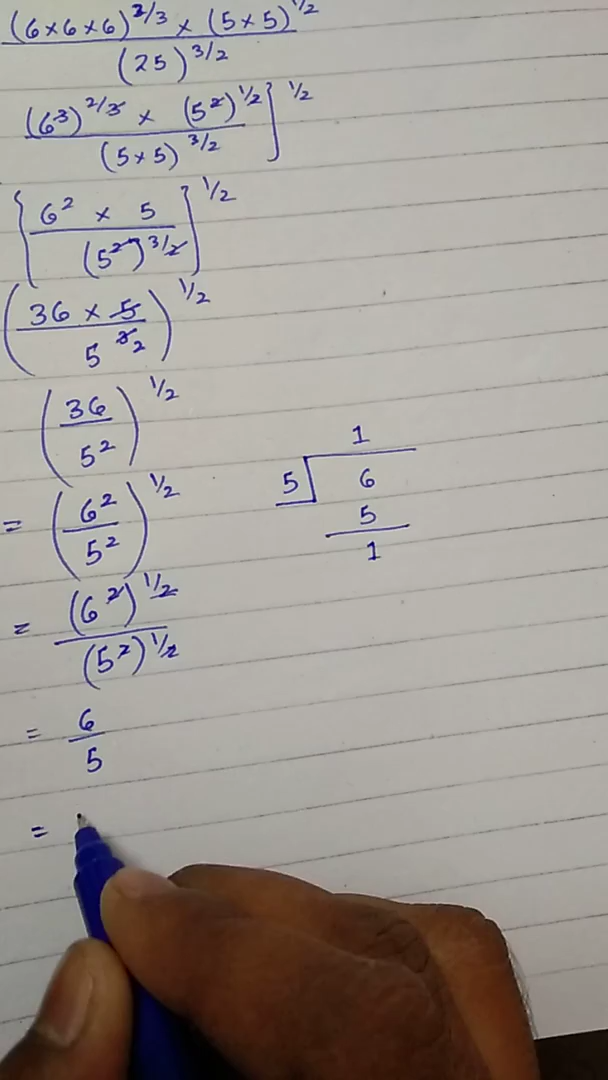 (6×6×6)^2/3 × (5×5)^1/2
(25)^3/2
(6^3)^2/3 × (5^2)^1/2 ] ^1/2
(5×5)^3/2
{ 6^2 × 5 } ^1/2
(5^2)^3/2
( 36 × 5 ) ^1/2
5^3 2
( 36 ) ^1/2
5^2
1
5 6
5
1
= ( 6^2 ) ^1/2
5^2
= (6^2)^1/2
(5^2)^1/2
= 6
5
=